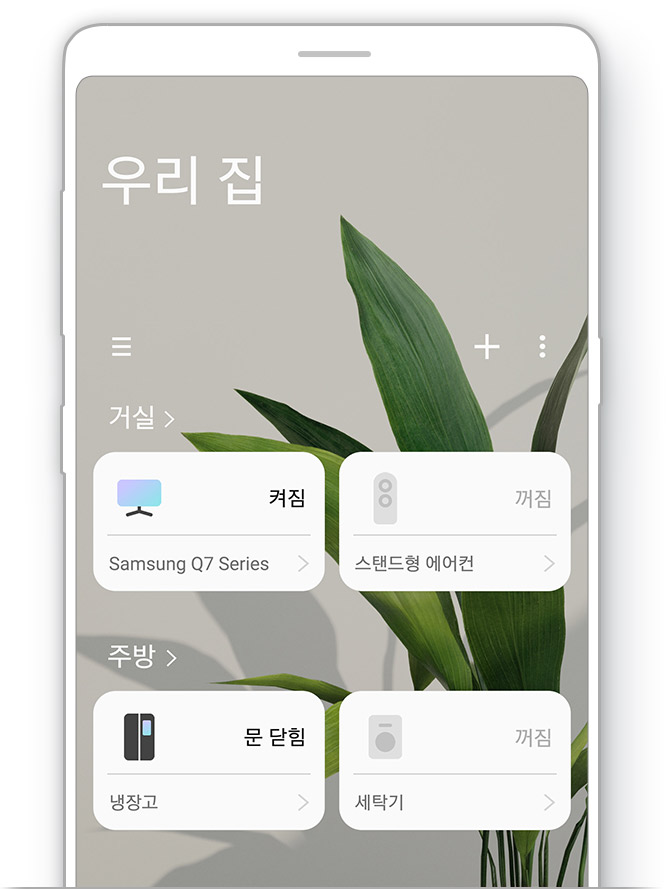 우리 집
거실
켜짐
꺼짐
Samsung Q7 Series
스탠드형 에어컨
주방
문 닫힘
꺼짐
냉장고
세탁기